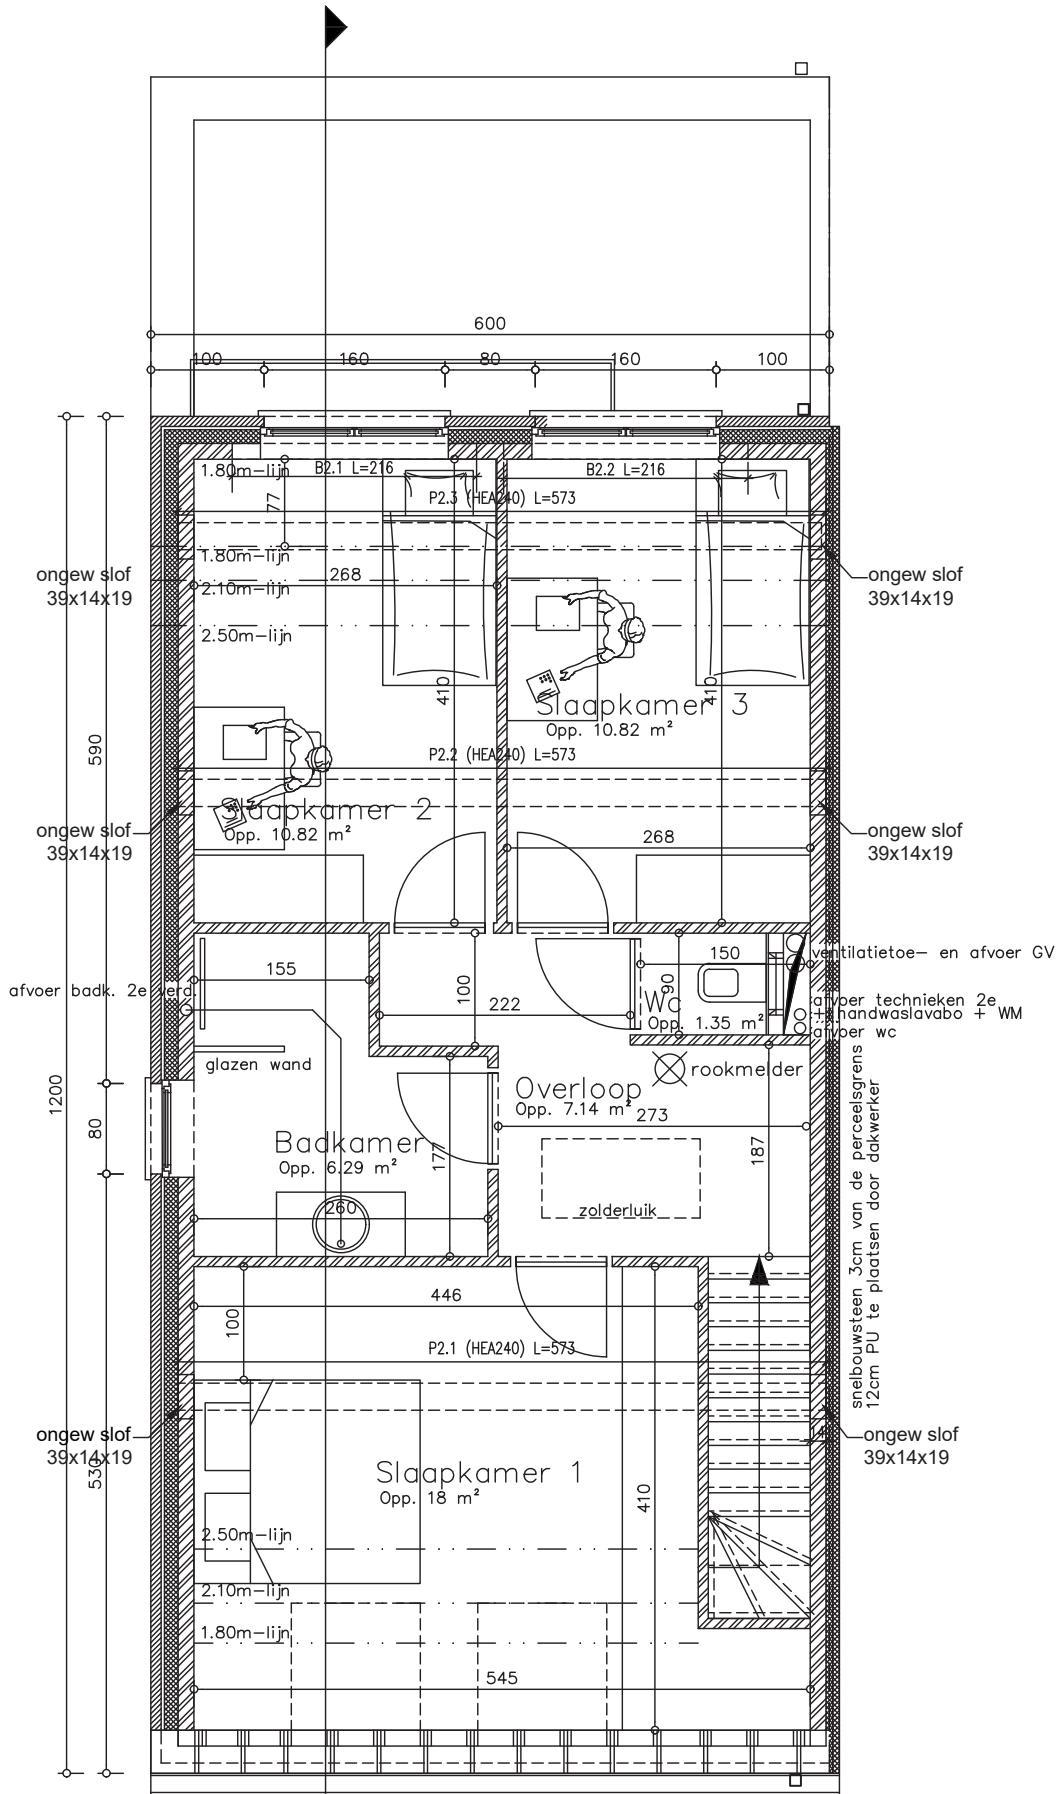 600
100
160
80
160
100
1.80m-lijn
B2.1 L=216
B2.2 L=216
77
P2.3 (HEA240) L=573
1.80m-lijn
2.10m-lijn
268
2.50m-lijn
ongew slof
39x14x19
ongew slof
39x14x19
410
410
Slaapkamer 3
Opp. 10.82 m²
590
P2.2 (HEA240) L=573
Slaapkamer 2
Opp. 10.82 m²
ongew slof
39x14x19
ongew slof
39x14x19
268
155
100
222
150
90
Wc
Opp. 1.35 m²
ventilatietoe- en afvoer GV
afvoer technieken 2e
+ handwaslavabo + WM
afvoer wc
afvoer badk. 2e verd.
glazen wand
rookmelder
Overloop
Opp. 7.14 m²
273
1200
80
Badkamer
Opp. 6.29 m²
177
187
260
zolderluik
snelbouwsteen 3cm van de perceelsgrens
12cm PU te plaatsen door dakwerker
446
100
P2.1 (HEA240) L=573
ongew slof
39x14x19
ongew slof
39x14x19
14
530
Slaapkamer 1
Opp. 18 m²
410
2.50m-lijn
2.10m-lijn
1.80m-lijn
545